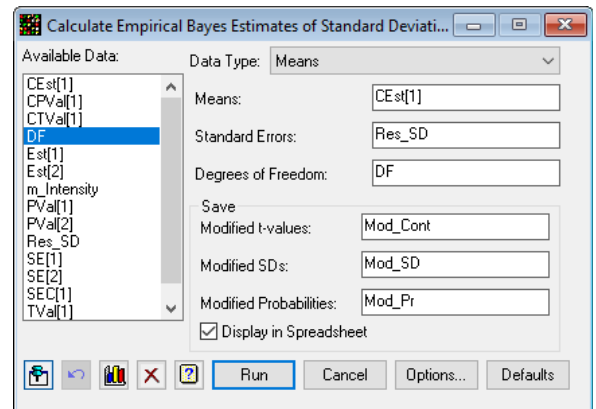 Calculate Empirical Bayes Estimates of Standard Deviati...
Available Data:
CEst[1]
CPVal[1]
CTVal[1]
DF
Est[1]
Est[2]
m_Intensity
PVal[1]
PVal[2]
Res_SD
SE[1]
SE[2]
SEC[1]
TVal[1]
Data Type: Means
Means: CEst[1]
Standard Errors: Res_SD
Degrees of Freedom: DF
Save
Modified t-values: Mod_Cont
Modified SDs: Mod_SD
Modified Probabilities: Mod_Pr
Display in Spreadsheet
Run Cancel Options... Defaults